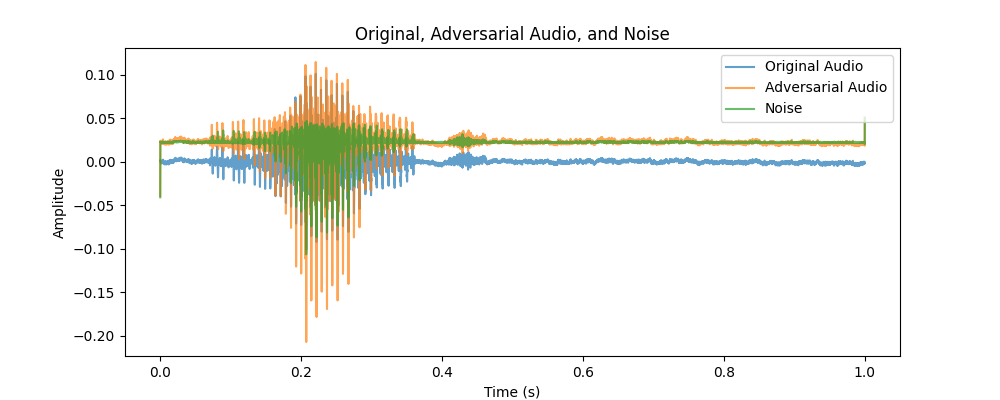 Original, Adversarial Audio, and Noise
Original Audio
Adversarial Audio
Noise
Amplitude
0.10
0.05
0.00
−0.05
−0.10
−0.15
−0.20
0.0
0.2
0.4
0.6
0.8
1.0
Time (s)